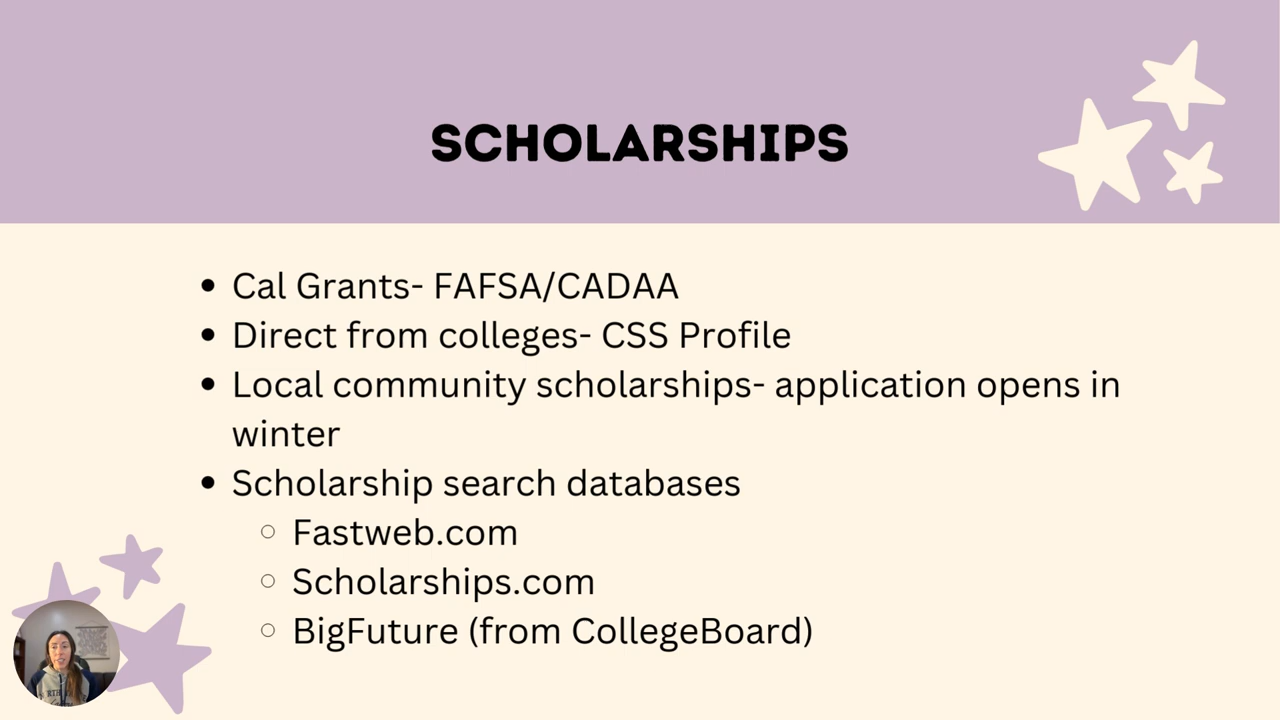 SCHOLARSHIPS
Cal Grants- FAFSA/CADAA
Direct from colleges- CSS Profile
Local community scholarships- application opens in
winter
Scholarship search databases
Fastweb.com
Scholarships.com
BigFuture (from CollegeBoard)